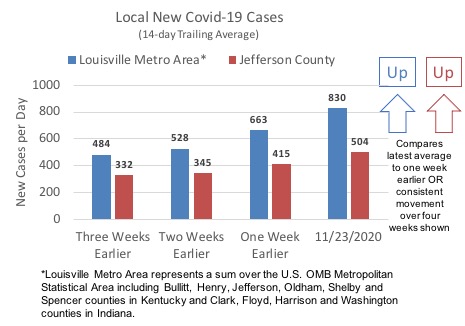 Local New Covid-19 Cases
(14-day Trailing Average)
Louisville Metro Area*
Jefferson County
Up
Up
New Cases per Day
1000
800
600
400
200
0
484
332
528
345
663
415
830
504
Three Weeks
Earlier
Two Weeks
Earlier
One Week
Earlier
11/23/2020
Compares
latest average
to one week
earlier OR
consistent
movement
over four
weeks shown
*Louisville Metro Area represents a sum over the U.S. OMB Metropolitan
Statistical Area including Bullitt, Henry, Jefferson, Oldham, Shelby and
Spencer counties in Kentucky and Clark, Floyd, Harrison and Washington
counties in Indiana.